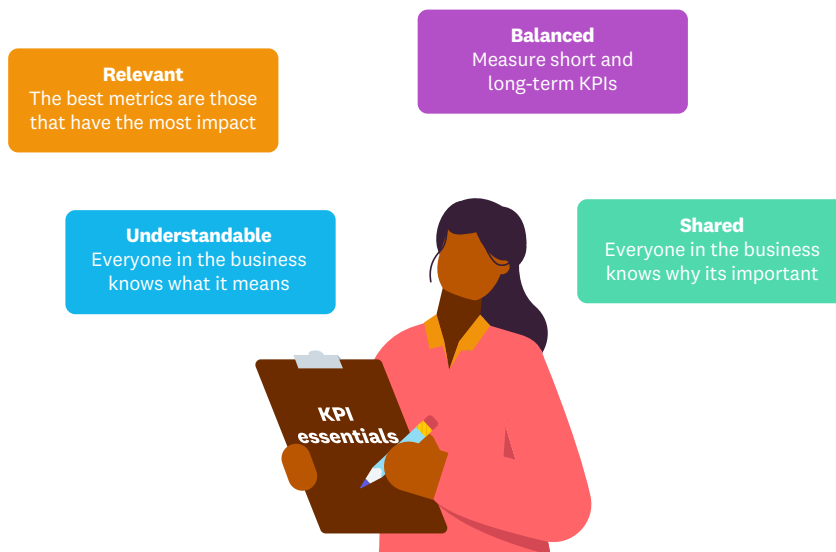 Relevant
The best metrics are those
that have the most impact
Balanced
Measure short and
long-term KPIs
Understandable
Everyone in the business
knows what it means
Shared
Everyone in the business
knows why its important
KPI
essentials